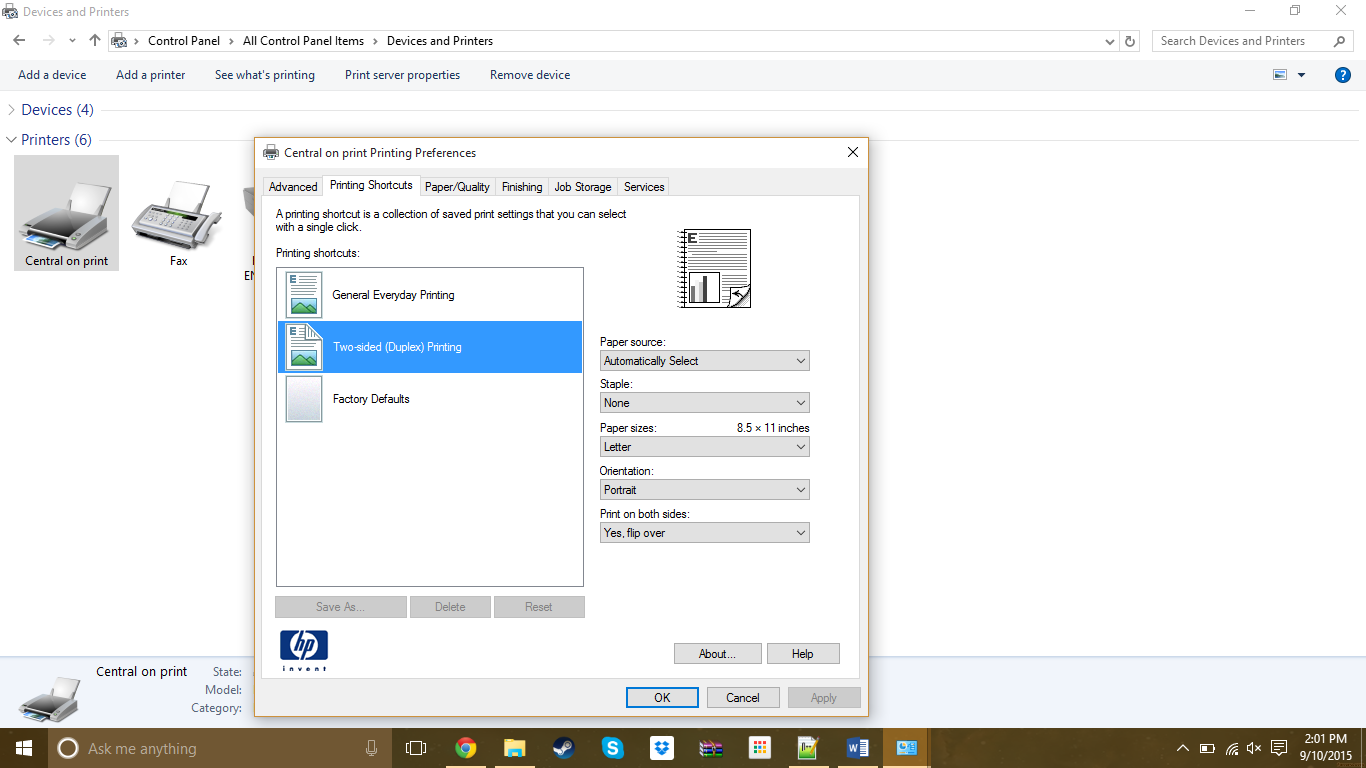 Devices and Printers
Control Panel > All Control Panel Items > Devices and Printers
Search Devices and Printers
Add a device
Add a printer
See what's printing
Print server properties
Remove device
?
Devices (4)
Printers (6)
Central on print
Fax
Central on print Printing Preferences
Advanced
Printing Shortcuts
Paper/Quality
Finishing
Job Storage
Services
A printing shortcut is a collection of saved print settings that you can select
with a single click.
Printing shortcuts:
E
General Everyday Printing
E
Two-sided (Duplex) Printing
Factory Defaults
E
Paper source:
Automatically Select
Staple:
None
Paper sizes: 8.5 × 11 inches
Letter
Orientation:
Portrait
Print on both sides:
Yes, flip over
Save As...
Delete
Reset
hp
invent
About...
Help
OK
Cancel
Apply
Central on print
State:
Model:
Category:
Ask me anything
2:01 PM
9/10/2015